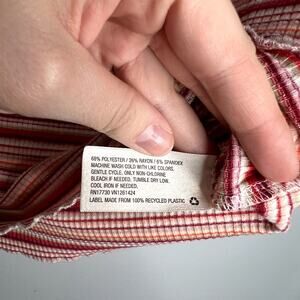 68% POLYESTER / 26% RAYON / 6% SPANDEX
MACHINE WASH COLD WITH LIKE COLORS,
GENTLE CYCLE. ONLY NON-CHLORINE
BLEACH IF NEEDED. TUMBLE DRY LOW.
COOL IRON IF NEEDED.
RN17730 VN1261424
LABEL MADE FROM 100% RECYCLED PLASTIC